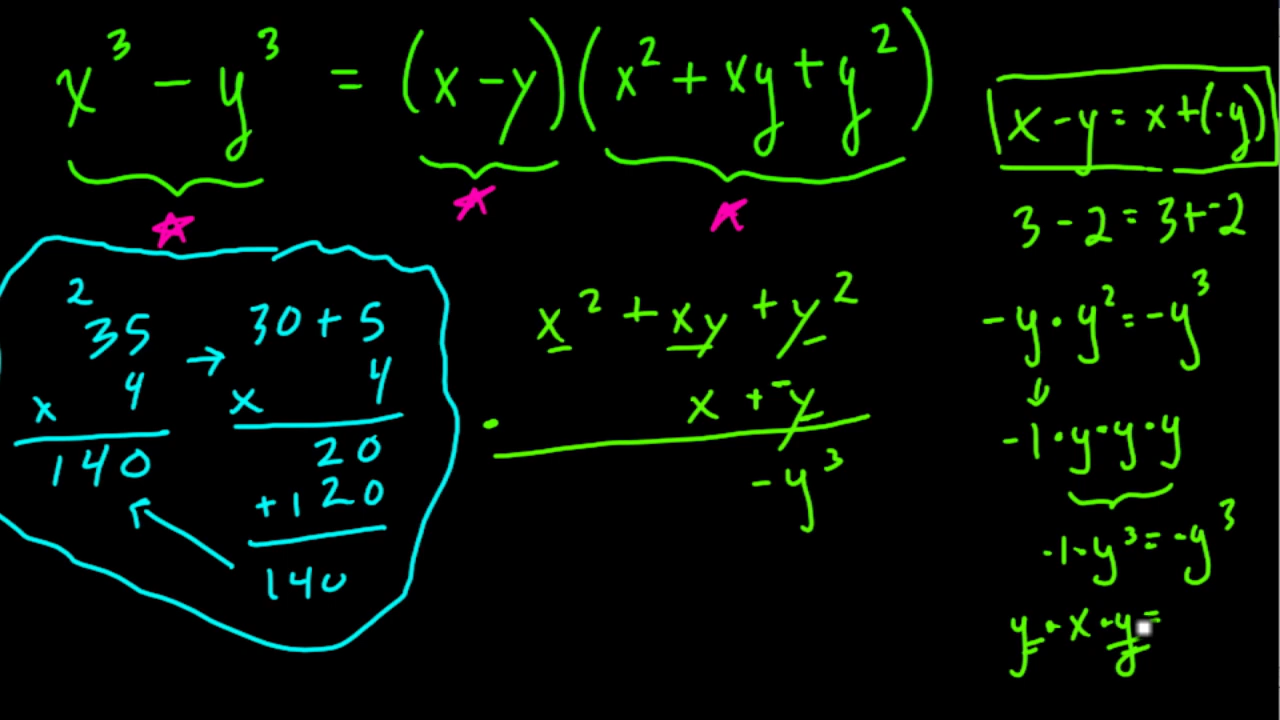 x³ - y³ = (x - y)(x² + xy + y²)
x - y = x + (-y)
3 - 2 = 3 + -2
-y · y² = -y³
-1 · y · y · y
-1 · y³ = -y³
y · x · y =
2
35
x 4
140
→
30 + 5
x 4
20
+120
140
x² + xy + y²
· x + -y
-y³